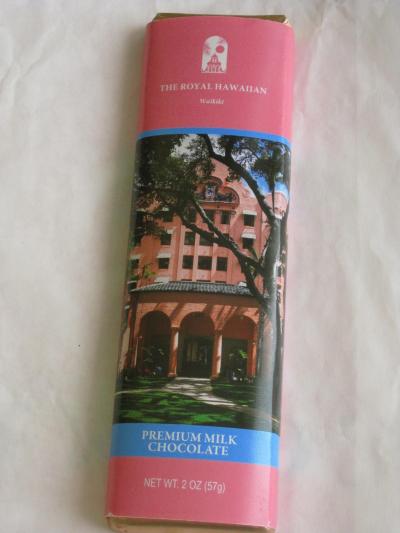 THE ROYAL HAWAIIAN
Waikiki
PREMIUM MILK
CHOCOLATE
NET WT. 2 OZ (57g)